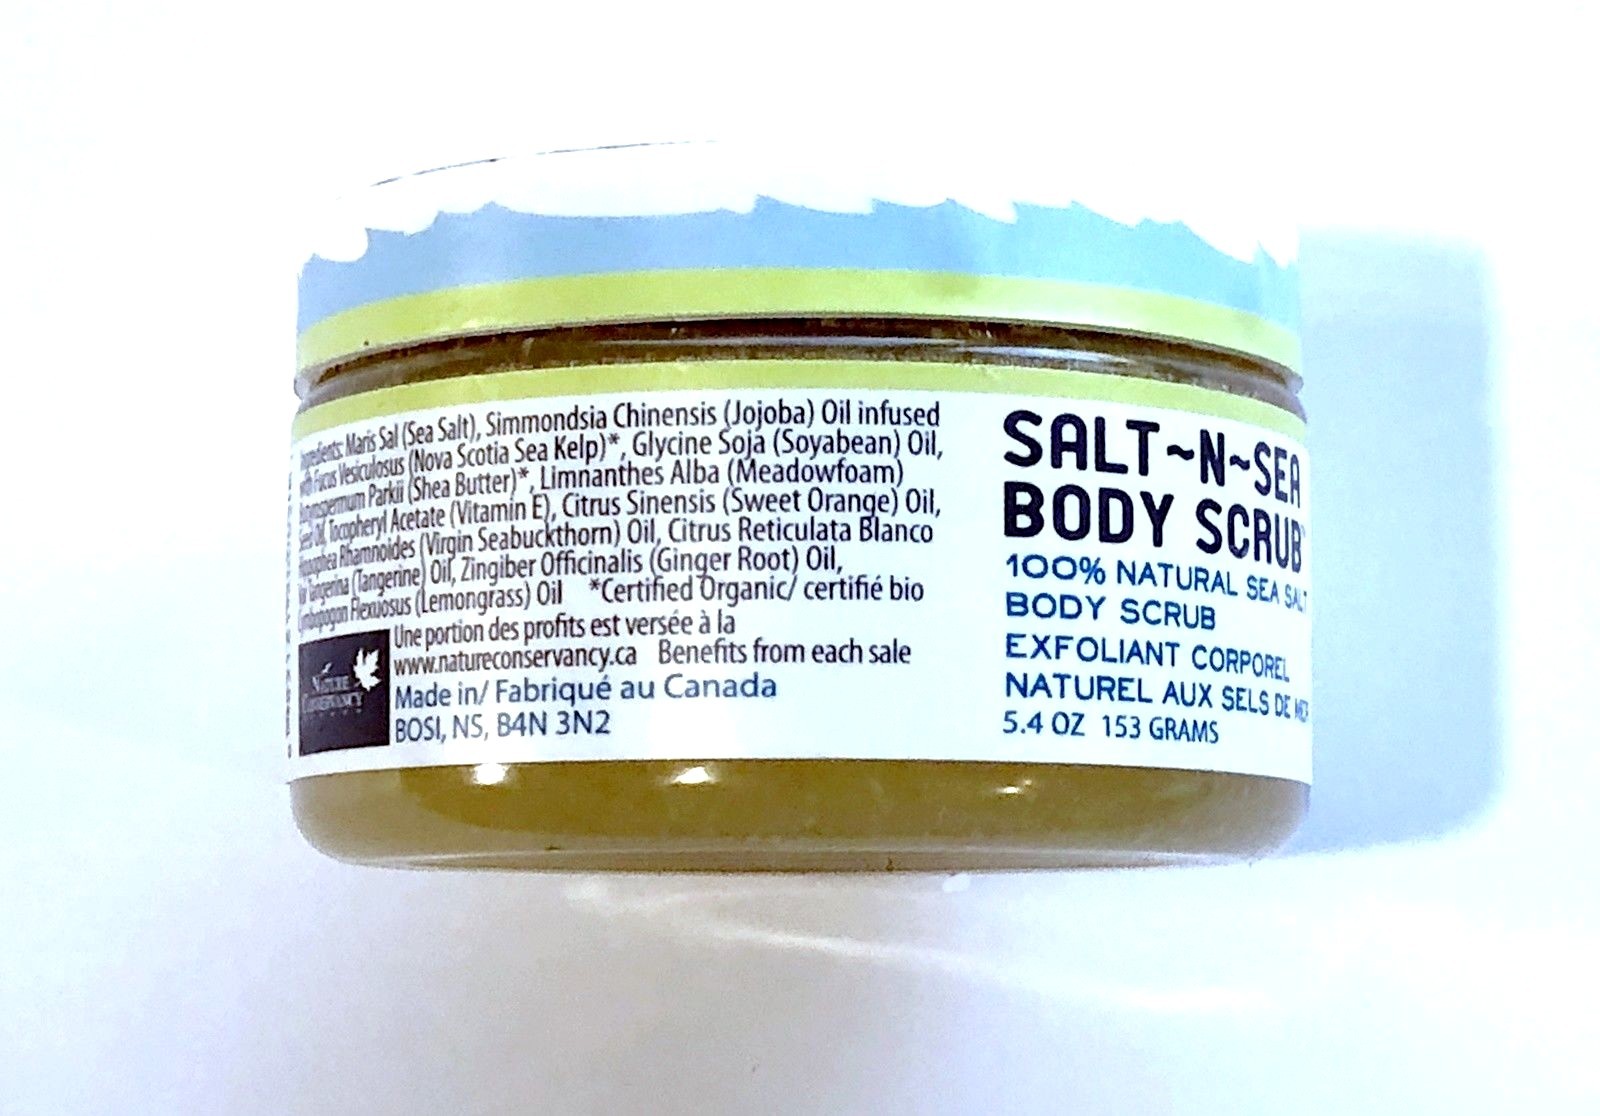 Ingredients: Maris Sal (Sea Salt), Simmondsia Chinensis (Jojoba) Oil infused
with Fucus Vesiculosus (Nova Scotia Sea Kelp)*, Glycine Soja (Soyabean) Oil,
Parkii (Shea Butter)*, Limnanthes Alba (Meadowfoam)
Seed Oil, Tocopheryl Acetate (Vitamin E), Citrus Sinensis (Sweet Orange) Oil,
Rhamnoides (Virgin Seabuckthorn) Oil, Citrus Reticulata Blanco
Var Tangerina (Tangerine) Oil, Zingiber Officinalis (Ginger Root) Oil,
Flexuosus (Lemongrass) Oil *Certified Organic/ certifié bio
Une portion des profits est versée à la
www.natureconservancy.ca Benefits from each sale
Made in/ Fabriqué au Canada
BOSI, NS, B4N 3N2
NATURE
CONSERVANCY
SALT~N~SEA
BODY SCRUB
100% NATURAL SEA SALT
BODY SCRUB
EXFOLIANT CORPOREL
NATUREL AUX SELS DE MER
5.4 OZ 153 GRAMS